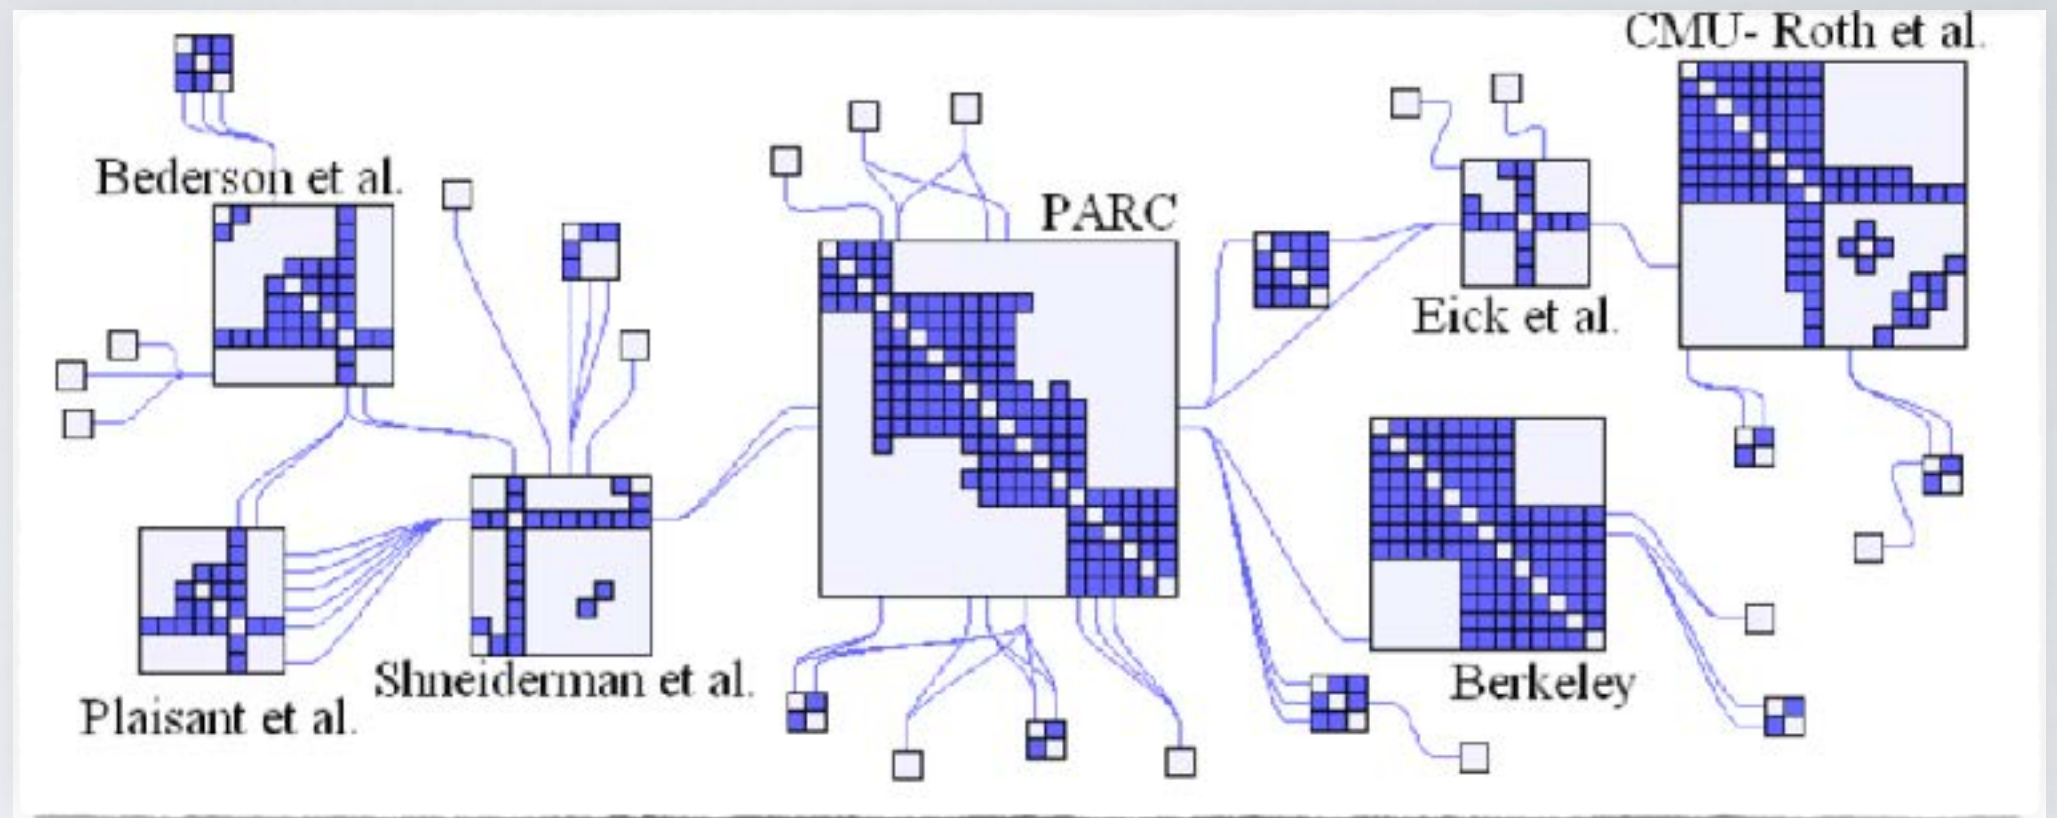 CMU- Roth et al.
Bederson et al.
PARC
Eick et al.
Shneiderman et al.
Berkeley
Plaisant et al.